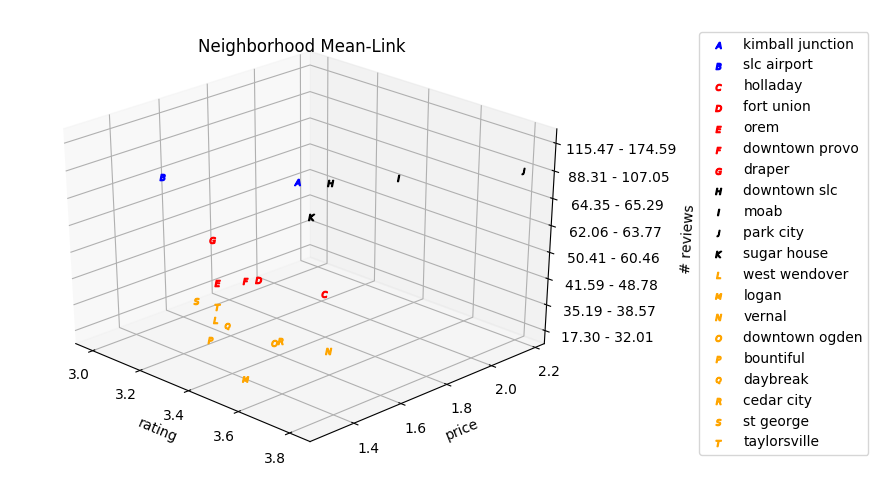 Neighborhood Mean-Link
A kimball junction
B slc airport
C holladay
D fort union
E orem
F downtown provo
G draper
H downtown slc
I moab
J park city
K sugar house
L west wendover
M logan
N vernal
O downtown ogden
P bountiful
Q daybreak
R cedar city
S st george
T taylorsville
115.47 - 174.59
88.31 - 107.05
64.35 - 65.29
62.06 - 63.77
50.41 - 60.46
41.59 - 48.78
35.19 - 38.57
17.30 - 32.01
# reviews
B
A
H
I
J
K
G
E
F
D
C
S
T
L
Q
P
O
R
N
M
3.0
3.2
3.4
3.6
3.8
rating
1.4
1.6
1.8
2.0
2.2
price